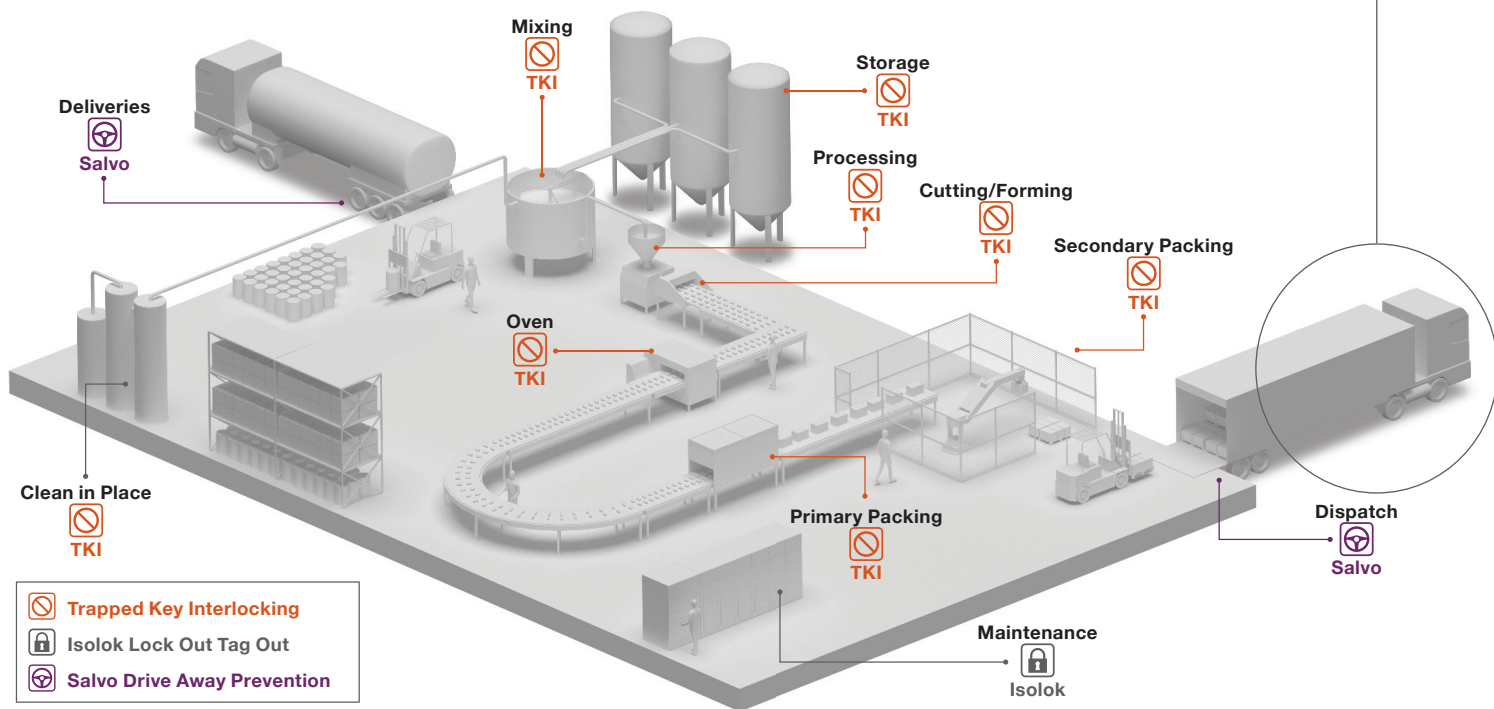 Mixing
TKI
Storage
TKI
Deliveries
Salvo
Processing
TKI
Cutting/Forming
TKI
Secondary Packing
TKI
Oven
TKI
Clean in Place
TKI
Primary Packing
TKI
Dispatch
Salvo
Maintenance
Isolok
Trapped Key Interlocking
Isolok Lock Out Tag Out
Salvo Drive Away Prevention